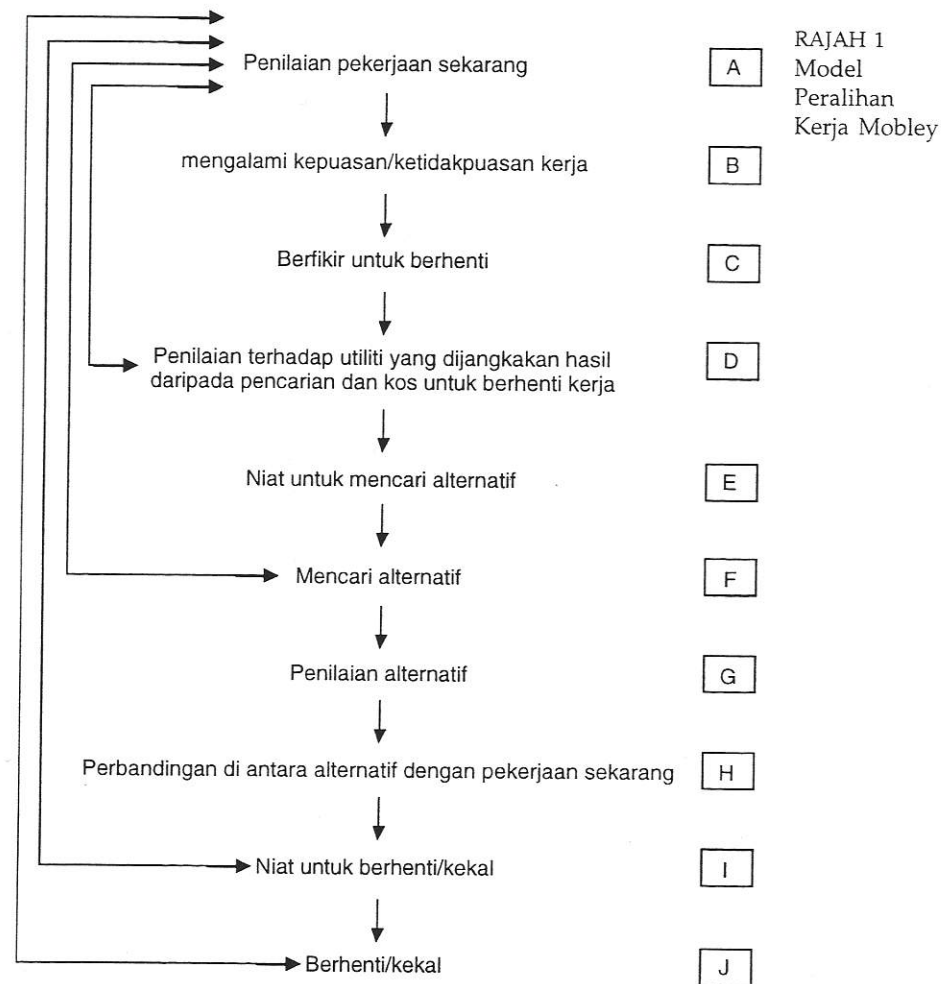 RAJAH 1
Model
Peralihan
Kerja Mobley
Penilaian pekerjaan sekarang
A
mengalami kepuasan/ketidakpuasan kerja
B
Berfikir untuk berhenti
C
Penilaian terhadap utiliti yang dijangkakan hasil
daripada pencarian dan kos untuk berhenti kerja
D
Niat untuk mencari alternatif
E
Mencari alternatif
F
Penilaian alternatif
G
Perbandingan di antara alternatif dengan pekerjaan sekarang
H
Niat untuk berhenti/kekal
I
Berhenti/kekal
J